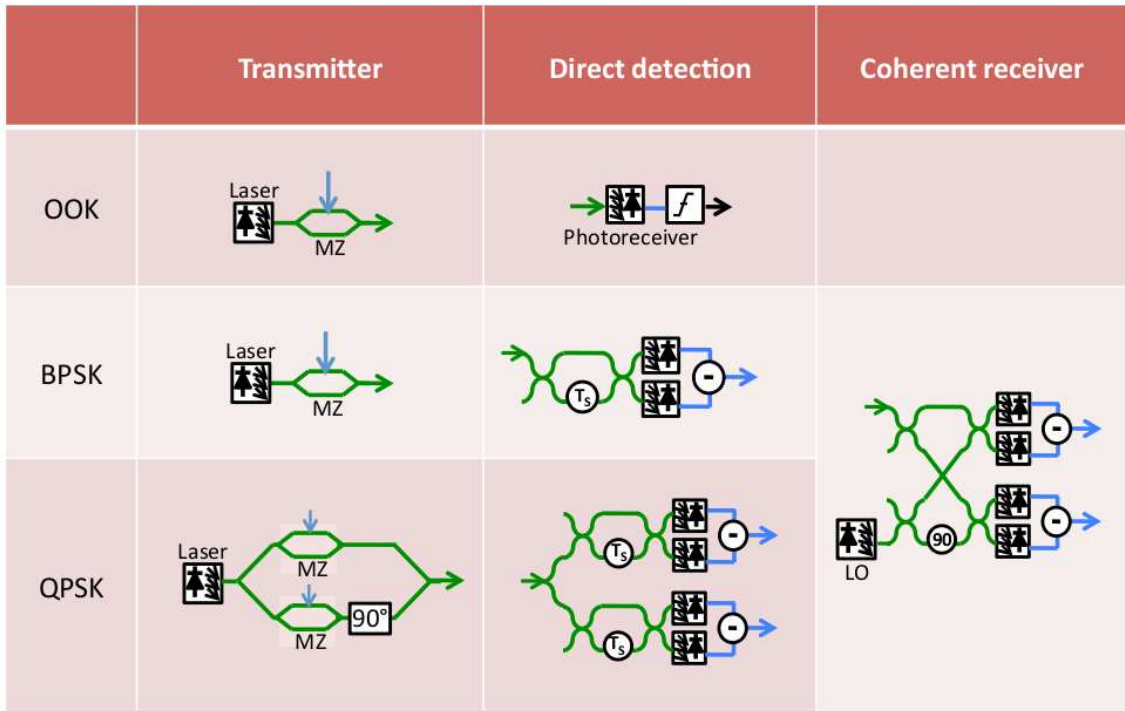 Transmitter
Direct detection
Coherent receiver
OOK
Laser
MZ
Photoreceiver
BPSK
Laser
MZ
Ts
-
QPSK
Laser
MZ
MZ
90°
Ts
-
Ts
-
-
-
90
LO